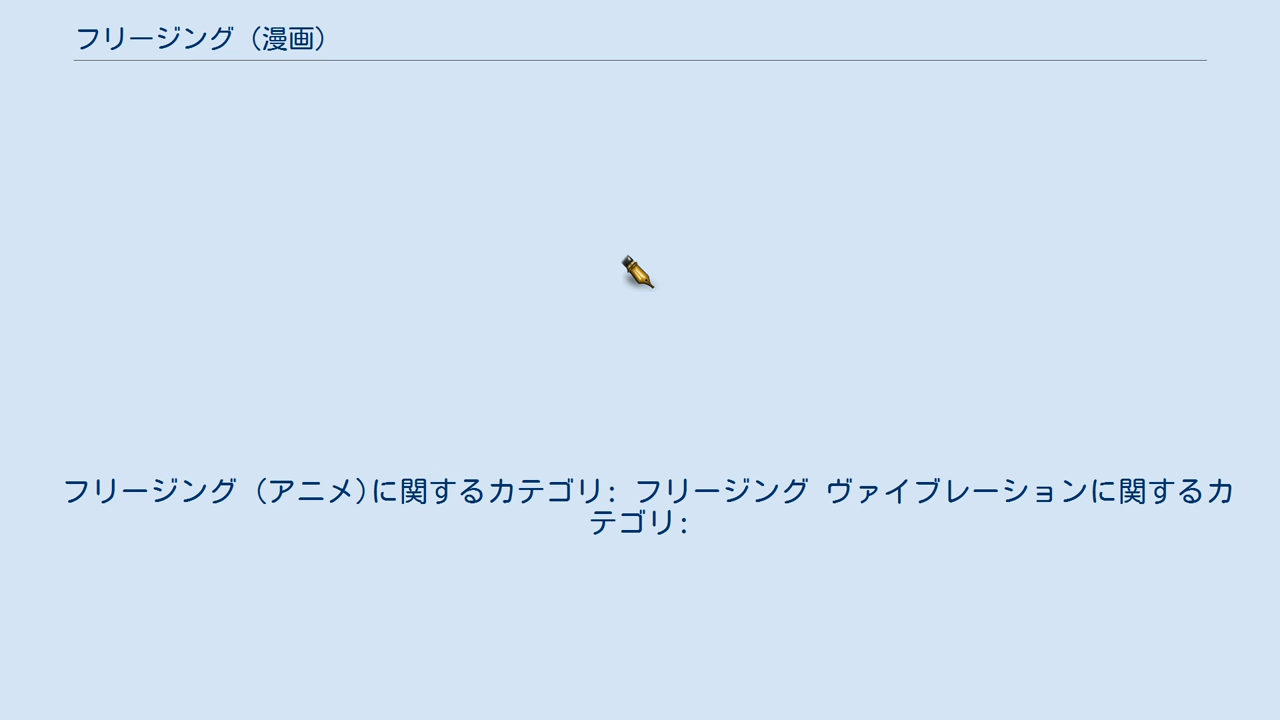 フリージング (漫画)
フリージング (アニメ)に関するカテゴリ: フリージング ヴァイブレーションに関するカ
テゴリ: